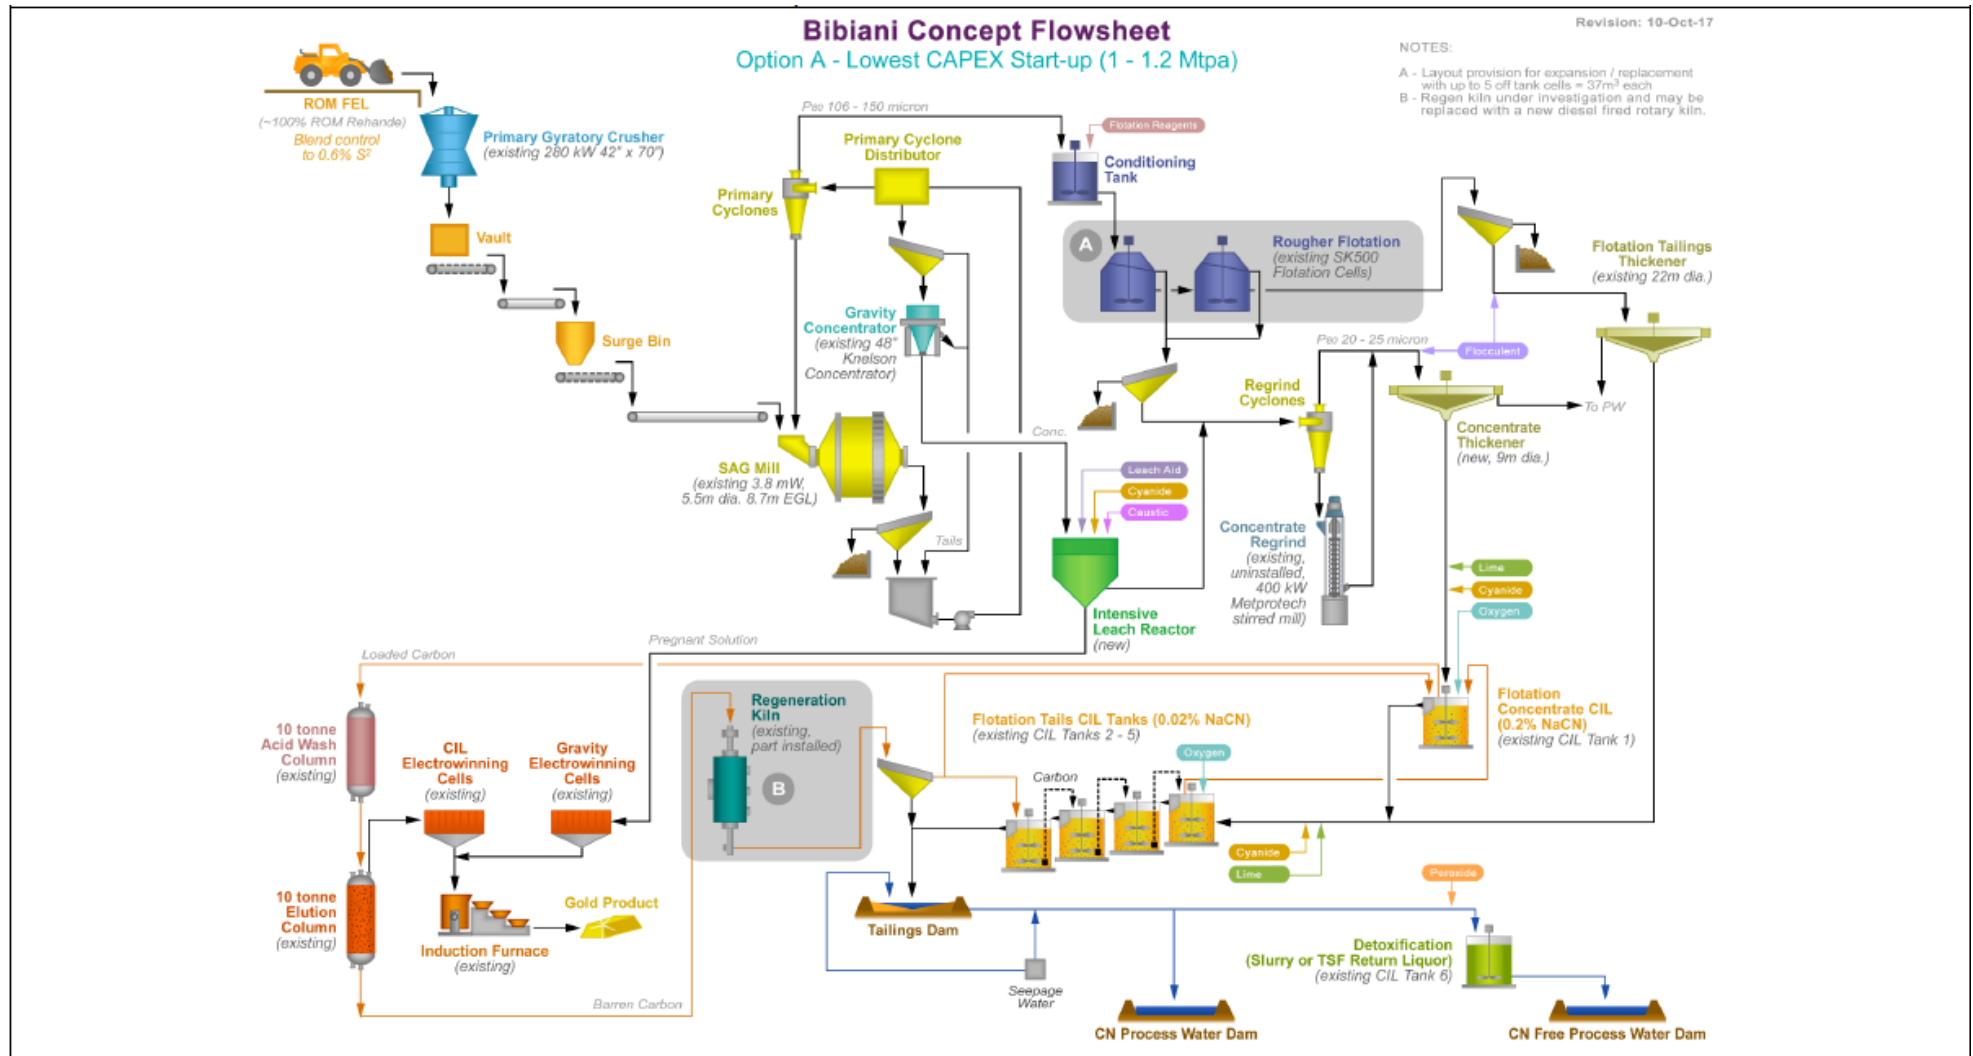 Bibiani Concept Flowsheet
Option A - Lowest CAPEX Start-up (1 - 1.2 Mtpa)
Revision: 10-Oct-17
NOTES:
A - Layout provision for expansion / replacement
with up to 5 off tank cells = 37m³ each
B - Regen kiln under investigation and may be
replaced with a new diesel fired rotary kiln.
ROM FEL
(~100% ROM Rehande)
Blend control
to 0.6% S²
Primary Gyratory Crusher
(existing 280 kW 42" x 70")
Vault
Surge Bin
P80 106 - 150 micron
Primary Cyclone
Distributor
Primary
Cyclones
Gravity
Concentrator
(existing 48"
Knelson
Concentrator)
SAG Mill
(existing 3.8 mW,
5.5m dia. 8.7m EGL)
Tails
Conc.
Flotation Reagents
Conditioning
Tank
A
Rougher Flotation
(existing SK500
Flotation Cells)
Flotation Tailings
Thickener
(existing 22m dia.)
P80 20 - 25 micron
Flocculent
Regrind
Cyclones
To PW
Concentrate
Thickener
(new, 9m dia.)
Leach Aid
Cyanide
Caustic
Concentrate
Regrind
(existing,
uninstalled,
400 kW
Metprotech
stirred mill)
Intensive
Leach Reactor
(new)
Lime
Cyanide
Oxygen
Pregnant Solution
Loaded Carbon
10 tonne
Acid Wash
Column
(existing)
CIL
Electrowinning
Cells
(existing)
Gravity
Electrowinning
Cells
(existing)
Regeneration
Kiln
(existing,
part installed)
B
Flotation Tails CIL Tanks (0.02% NaCN)
(existing CIL Tanks 2 - 5)
Oxygen
Carbon
Flotation
Concentrate CIL
(0.2% NaCN)
(existing CIL Tank 1)
Cyanide
Lime
Peroxide
10 tonne
Elution
Column
(existing)
Gold Product
Induction Furnace
(existing)
Tailings Dam
Seepage
Water
Barren Carbon
Detoxification
(Slurry or TSF Return Liquor)
(existing CIL Tank 6)
CN Process Water Dam
CN Free Process Water Dam